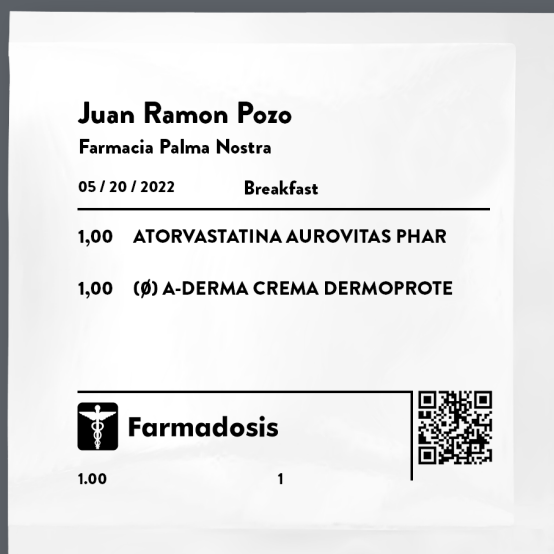 Juan Ramon Pozo
Farmacia Palma Nostra
05 / 20 / 2022 Breakfast
1,00 ATORVASTATINA AUROVITAS PHAR
1,00 (Ø) A-DERMA CREMA DERMOPROTE
Farmadosis
1.00 1